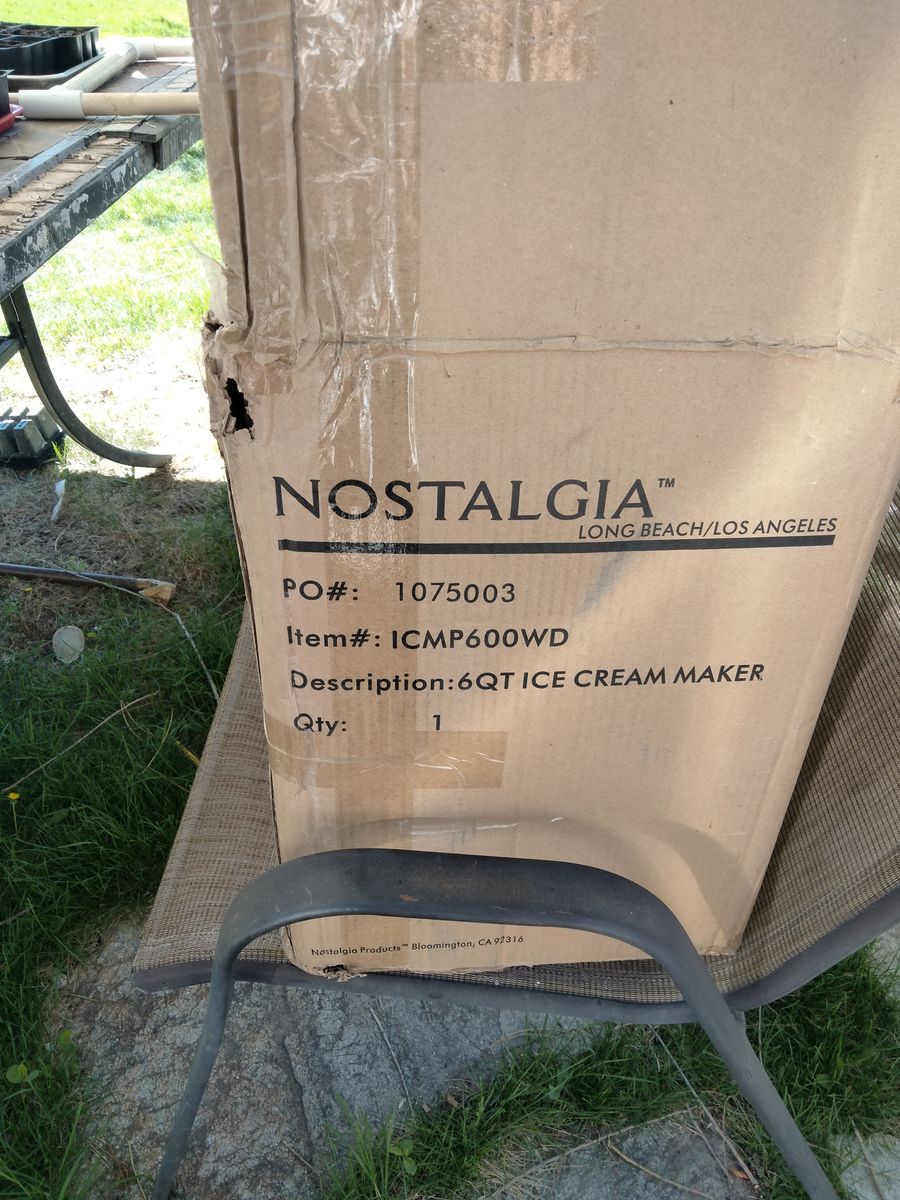 NOSTALGIA™
LONG BEACH/LOS ANGELES
PO#: 1075003
Item#: ICMP600WD
Description:6QT ICE CREAM MAKER
Qty: 1
Nostalgia Products™ Bloomington, CA 92316